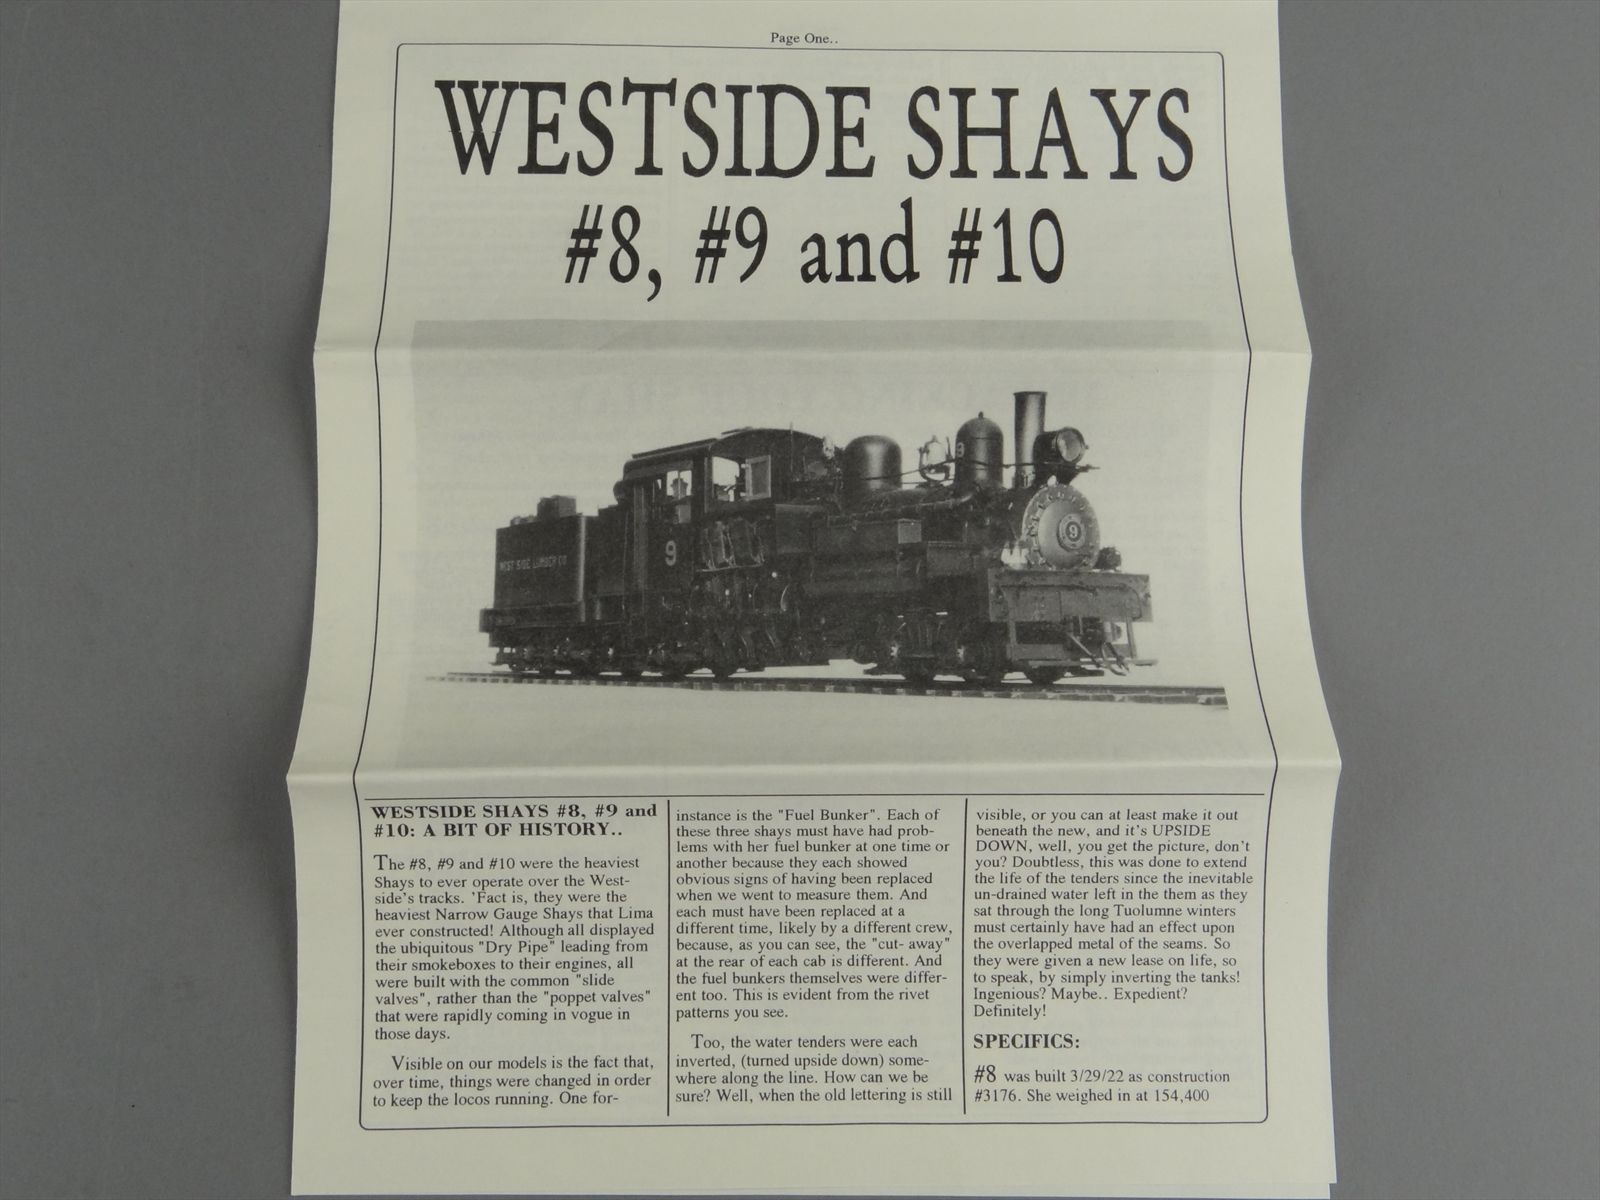 Page One..
WESTSIDE SHAYS
#8, #9 and #10
9
9
9
WEST SIDE LUMBER CO
WESTSIDE SHAYS #8, #9 and
#10: A BIT OF HISTORY..
The #8, #9 and #10 were the heaviest
Shays to ever operate over the West-
side's tracks. 'Fact is, they were the
heaviest Narrow Gauge Shays that Lima
ever constructed! Although all displayed
the ubiquitous "Dry Pipe" leading from
their smokeboxes to their engines, all
were built with the common "slide
valves", rather than the "poppet valves"
that were rapidly coming in vogue in
those days.
Visible on our models is the fact that,
over time, things were changed in order
to keep the locos running. One for-
instance is the "Fuel Bunker". Each of
these three shays must have had prob-
lems with her fuel bunker at one time or
another because they each showed
obvious signs of having been replaced
when we went to measure them. And
each must have been replaced at a
different time, likely by a different crew,
because, as you can see, the "cut- away"
at the rear of each cab is different. And
the fuel bunkers themselves were differ-
ent too. This is evident from the rivet
patterns you see.
Too, the water tenders were each
inverted, (turned upside down) some-
where along the line. How can we be
sure? Well, when the old lettering is still
visible, or you can at least make it out
beneath the new, and it's UPSIDE
DOWN, well, you get the picture, don't
you? Doubtless, this was done to extend
the life of the tenders since the inevitable
un-drained water left in the them as they
sat through the long Tuolumne winters
must certainly have had an effect upon
the overlapped metal of the seams. So
they were given a new lease on life, so
to speak, by simply inverting the tanks!
Ingenious? Maybe.. Expedient?
Definitely!
SPECIFICS:
#8 was built 3/29/22 as construction
#3176. She weighed in at 154,400